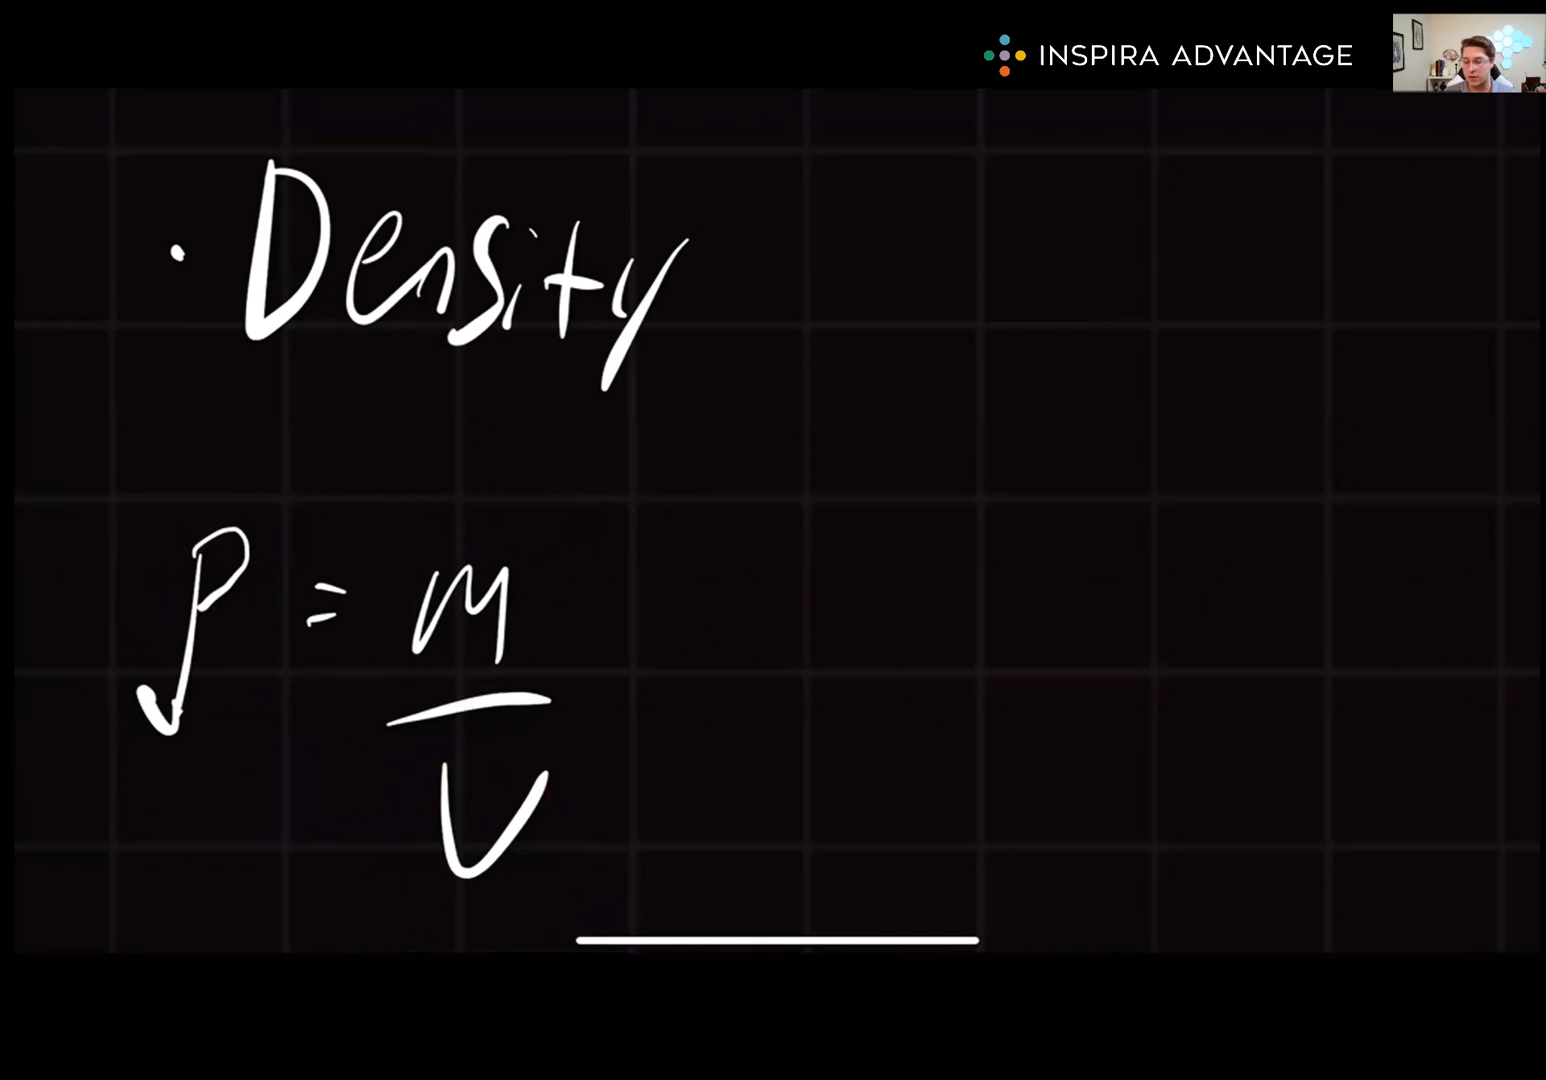 INSPIRA ADVANTAGE
· Density
ρ = m
V